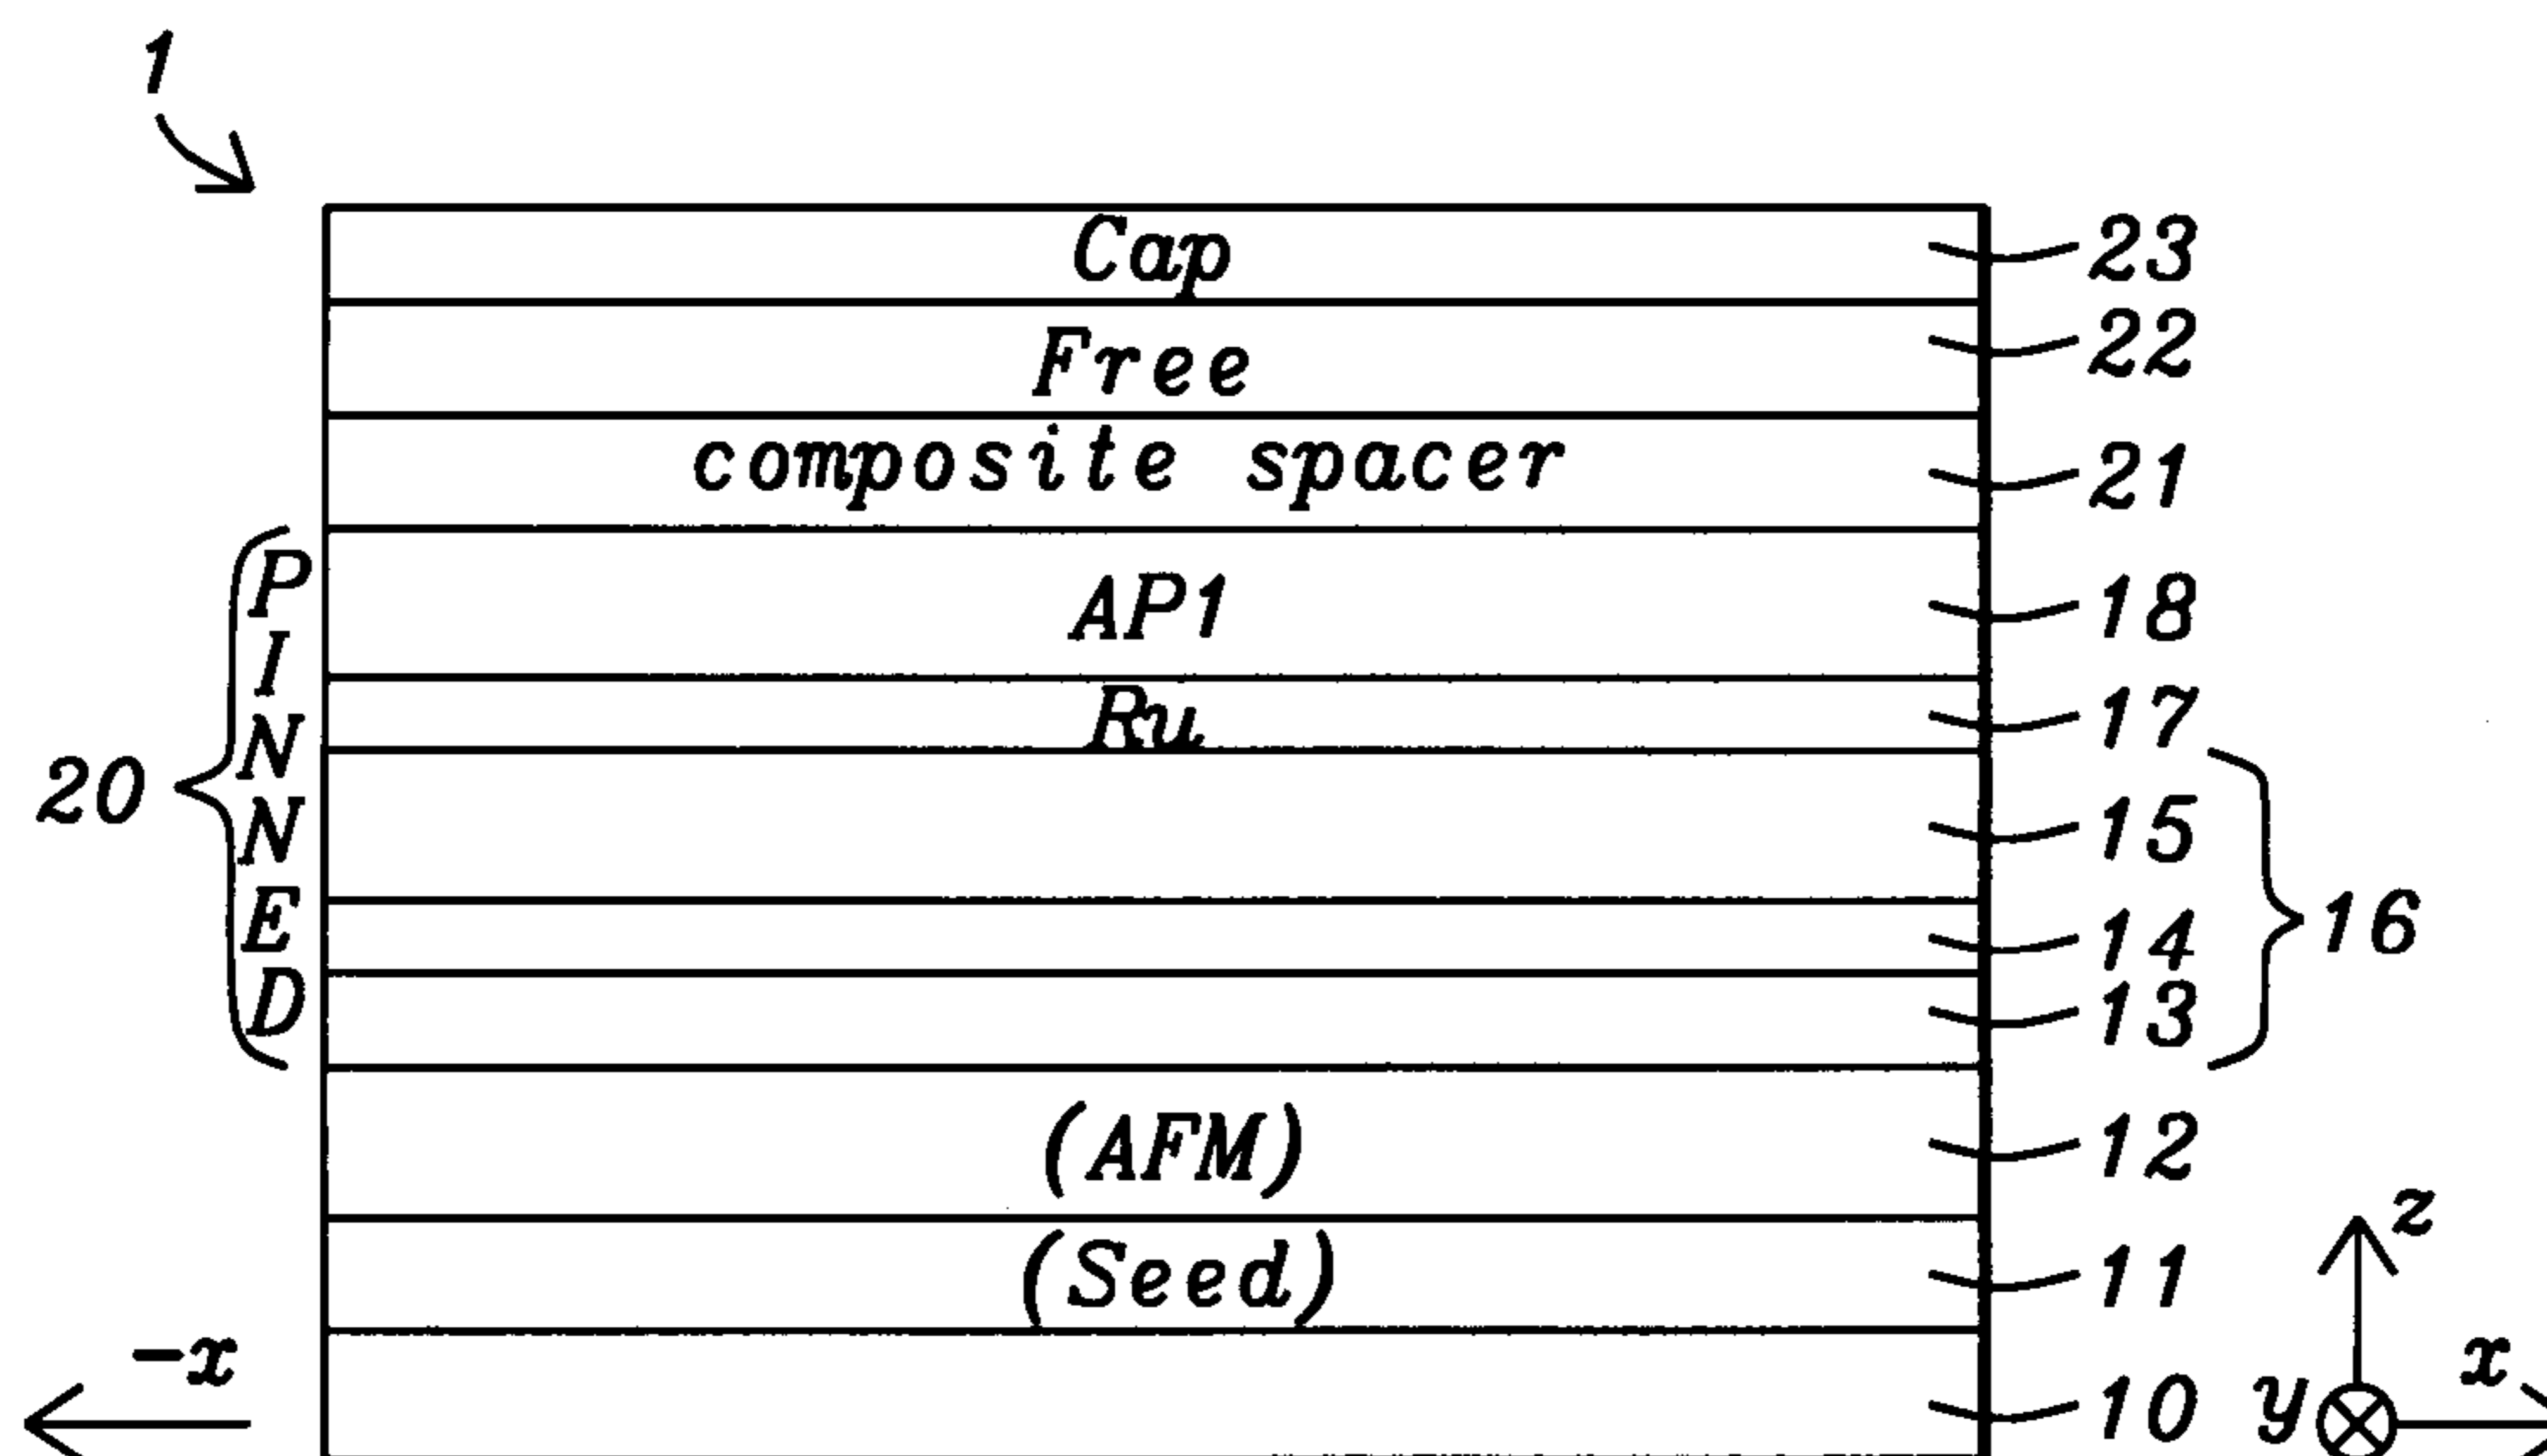 1
Cap 23
Free 22
composite spacer 21
AP1 18
Ru 17
PINNED
20
15
14
13
16
(AFM) 12
z
(Seed) 11
-x
10
y
x